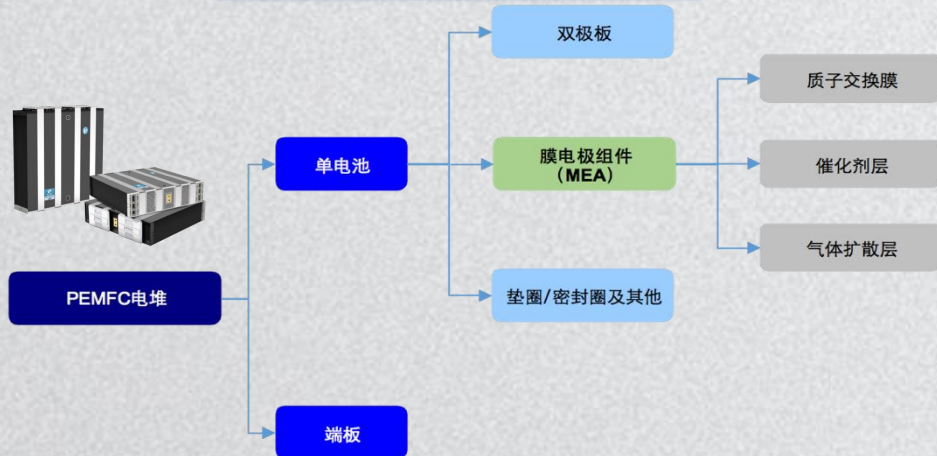 双极板
质子交换膜
单电池
膜电极组件
（MEA）
催化剂层
气体扩散层
PEMFC电堆
垫圈/密封圈及其他
端板